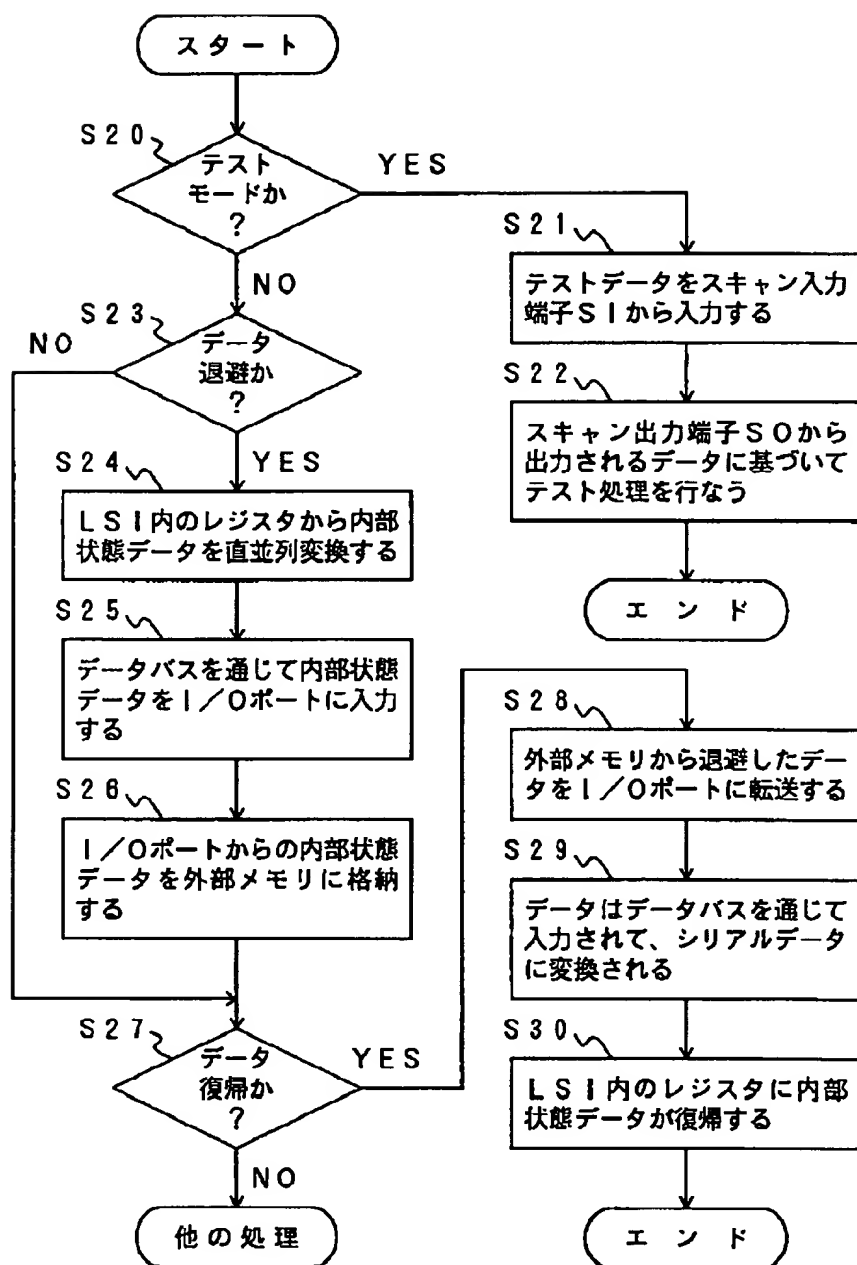 スタート
S20
テスト
モードか
?
YES
NO
S21
テストデータをスキャン入力
端子SIから入力する
S22
スキャン出力端子SOから
出力されるデータに基づいて
テスト処理を行なう
エンド
S23
データ
退避か
?
NO
YES
S24
LSI内のレジスタから内部
状態データを直並列変換する
S25
データバスを通じて内部状態
データをI/Oポートに入力
する
S26
I/Oポートからの内部状態
データを外部メモリに格納
する
S27
データ
復帰か
?
YES
NO
他の処理
S28
外部メモリから退避したデー
タをI/Oポートに転送する
S29
データはデータバスを通じて
入力されて、シリアルデータ
に変換される
S30
LSI内のレジスタに内部
状態データが復帰する
エンド